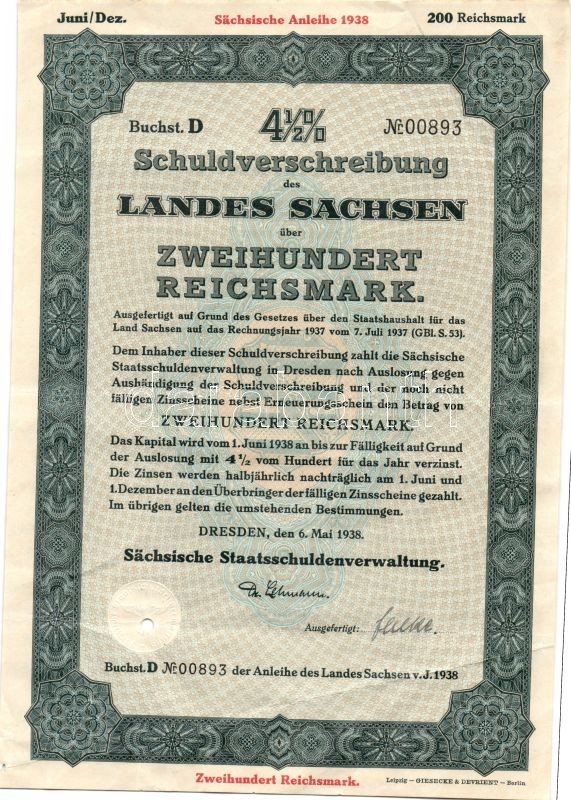 Juni/Dez.
Sächsische Anleihe 1938
200 Reichsmark
Buchst. D
4½%
№ 00893
Schuldverschreibung
des
LANDES SACHSEN
über
ZWEIHUNDERT
REICHSMARK.
Ausgefertigt auf Grund des Gesetzes über den Staatshaushalt für das
Land Sachsen auf das Rechnungsjahr 1937 vom 7. Juli 1937 (GBl. S. 53).
Dem Inhaber dieser Schuldverschreibung zahlt die Sächsische
Staatsschuldenverwaltung in Dresden nach Auslosung gegen
Aushändigung der Schuldverschreibung und der noch nicht
fälligen Zinsscheine nebst Erneuerungsschein den Betrag von
ZWEIHUNDERT REICHSMARK.
Das Kapital wird vom 1. Juni 1938 an bis zur Fälligkeit auf Grund
der Auslosung mit 4½ vom Hundert für das Jahr verzinst.
Die Zinsen werden halbjährlich nachträglich am 1. Juni und
1. Dezember an den Überbringer der fälligen Zinsscheine gezahlt.
Im übrigen gelten die umstehenden Bestimmungen.
DRESDEN, den 6. Mai 1938.
Sächsische Staatsschuldenverwaltung.
Dr. Lehmann.
Ausgefertigt:
Buchst. D № 00893 der Anleihe des Landes Sachsen v. J. 1938
Zweihundert Reichsmark.
Leipzig — GIESECKE & DEVRIENT — Berlin